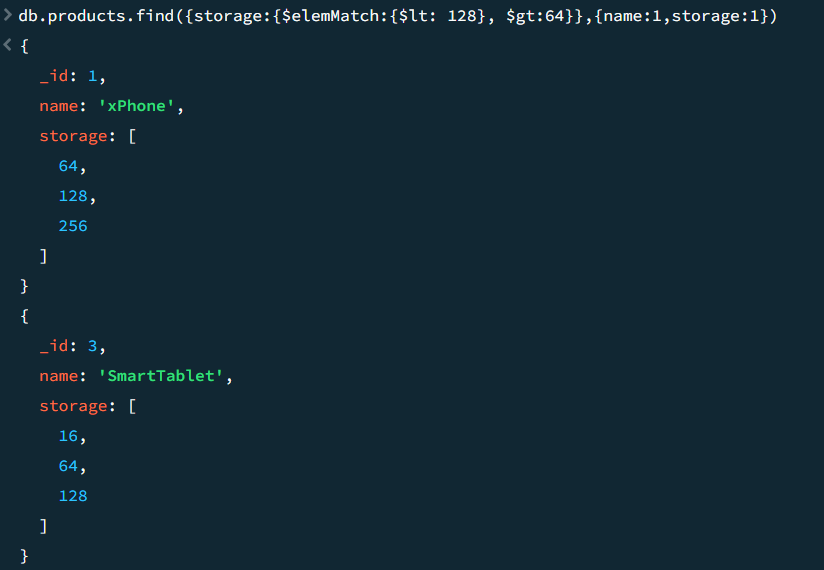 > db.products.find({storage:{$elemMatch:{$lt: 128}, $gt:64}},{name:1,storage:1})
< {
_id: 1,
name: 'xPhone',
storage: [
64,
128,
256
]
}
{
_id: 3,
name: 'SmartTablet',
storage: [
16,
64,
128
]
}